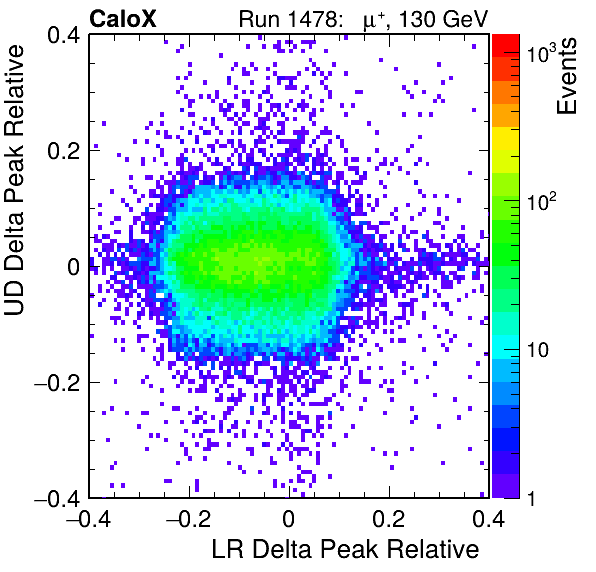 CaloX Run 1478: μ⁺, 130 GeV
Events
10³
10²
10
1
UD Delta Peak Relative
0.4
0.2
0
−0.2
−0.4
−0.4 −0.2 0 0.2 0.4
LR Delta Peak Relative